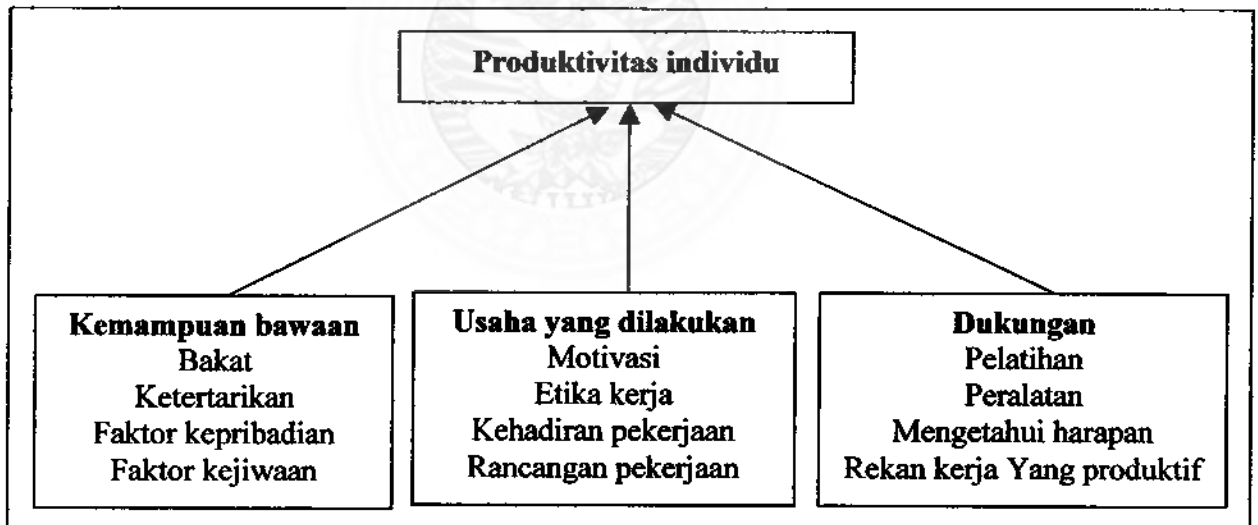 Produktivitas individu
Kemampuan bawaan
Bakat
Ketertarikan
Faktor kepribadian
Faktor kejiwaan
Usaha yang dilakukan
Motivasi
Etika kerja
Kehadiran pekerjaan
Rancangan pekerjaan
Dukungan
Pelatihan
Peralatan
Mengetahui harapan
Rekan kerja Yang produktif